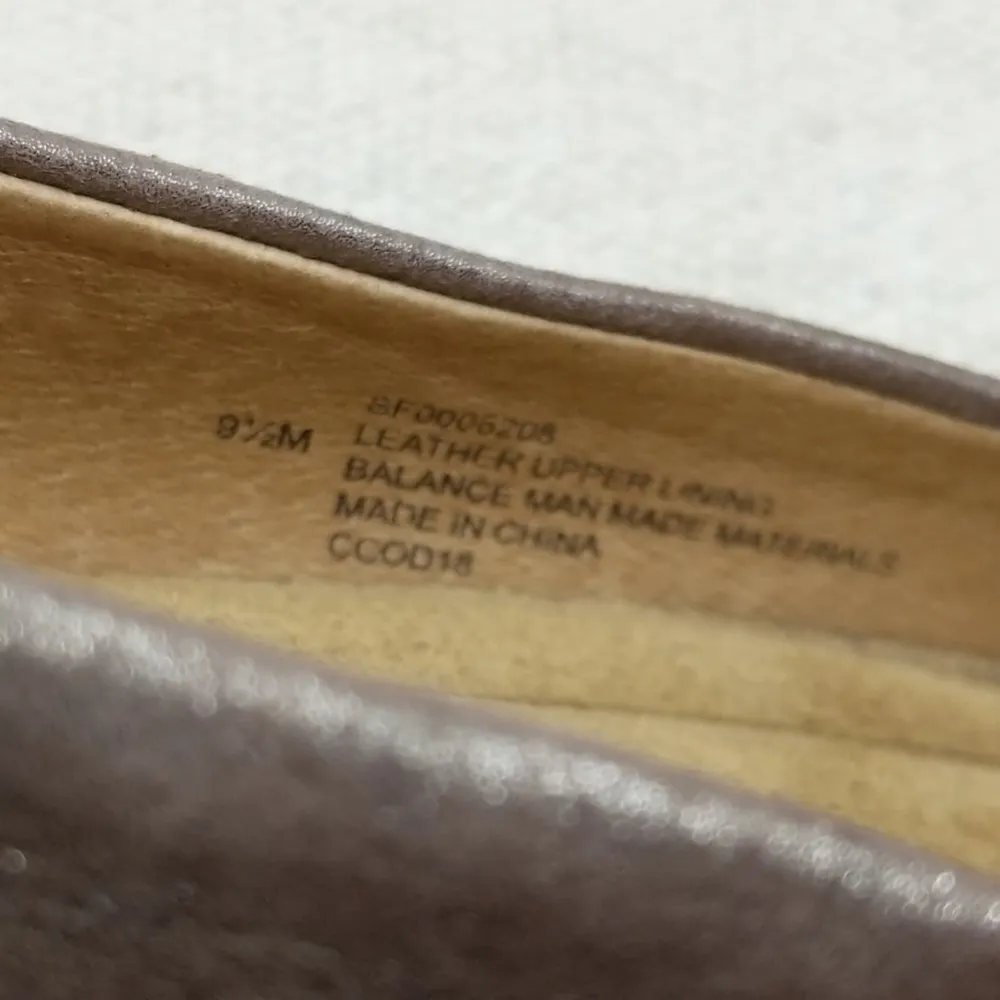 9½M
SF0006208
LEATHER UPPER LINING
BALANCE MAN MADE MATERIALS
MADE IN CHINA
CCOD18